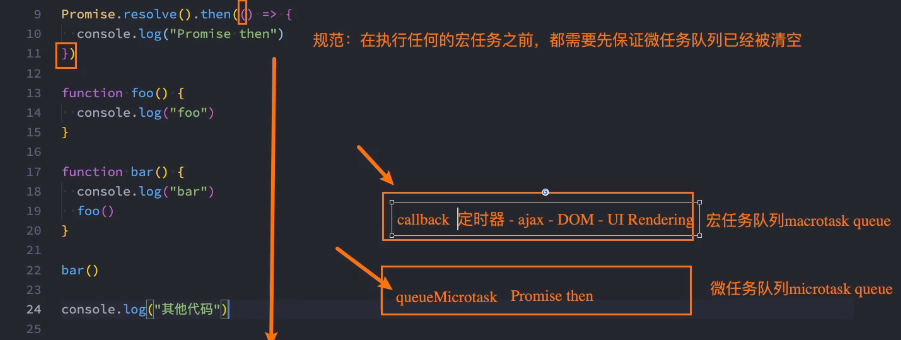 9 Promise.resolve().then(() => {
10 console.log("Promise then")
规范：在执行任何的宏任务之前，都需要先保证微任务队列已经被清空
11 })
12
13 function foo() {
14 console.log("foo")
15 }
16
17 function bar() {
18 console.log("bar")
19 foo()
20 }
callback 定时器 - ajax - DOM - UI Rendering
宏任务队列macrotask queue
21
22 bar()
23
queueMicrotask Promise then
微任务队列microtask queue
24 console.log("其他代码")
25